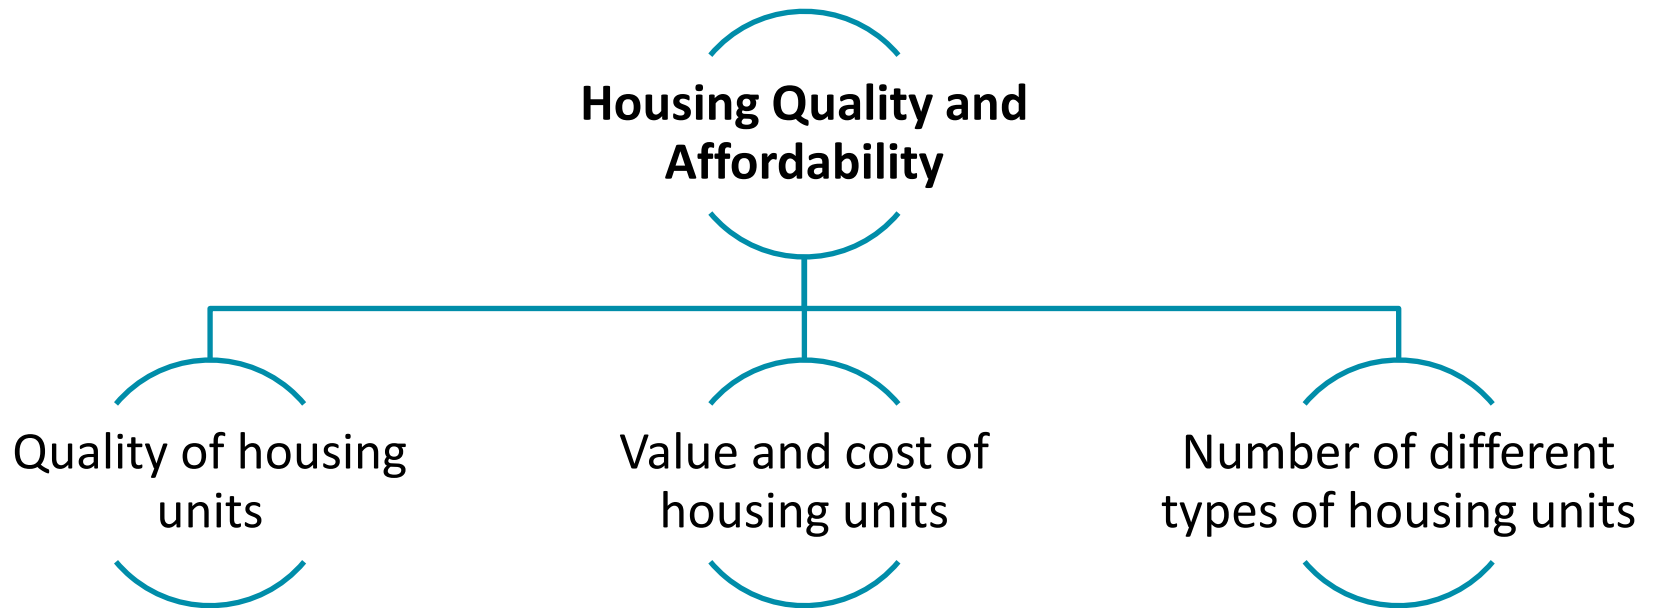 Housing Quality and
Affordability
Quality of housing
units
Value and cost of
housing units
Number of different
types of housing units